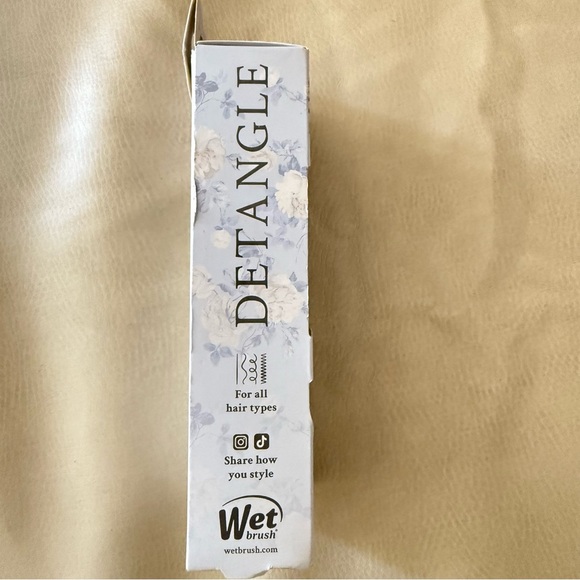 DETANGLE
For all
hair types
Share how
you style
Wet
brush®
wetbrush.com